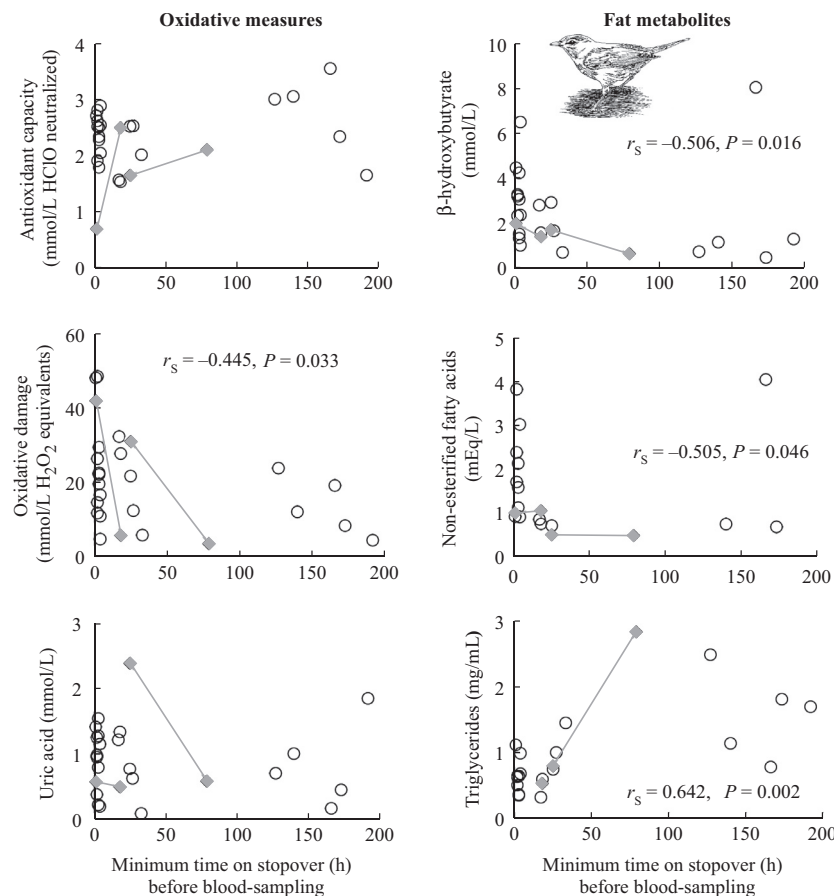 Oxidative measures
Fat metabolites
Antioxidant capacity
(mmol/L HClO neutralized)
4
3
2
1
0
0
50
100
150
200
β-hydroxybutyrate
(mmol/L)
10
8
6
4
2
0
rS = –0.506, P = 0.016
0
50
100
150
200
Oxidative damage
(mmol/L H2O2 equivalents)
60
40
20
0
rS = –0.445, P = 0.033
0
50
100
150
200
Non-esterified fatty acids
(mEq/L)
5
4
3
2
1
0
rS = –0.505, P = 0.046
0
50
100
150
200
Uric acid (mmol/L)
3
2
1
0
0
50
100
150
200
Minimum time on stopover (h)
before blood-sampling
Triglycerides (mg/mL)
3
2
1
0
rS = 0.642, P = 0.002
0
50
100
150
200
Minimum time on stopover (h)
before blood-sampling